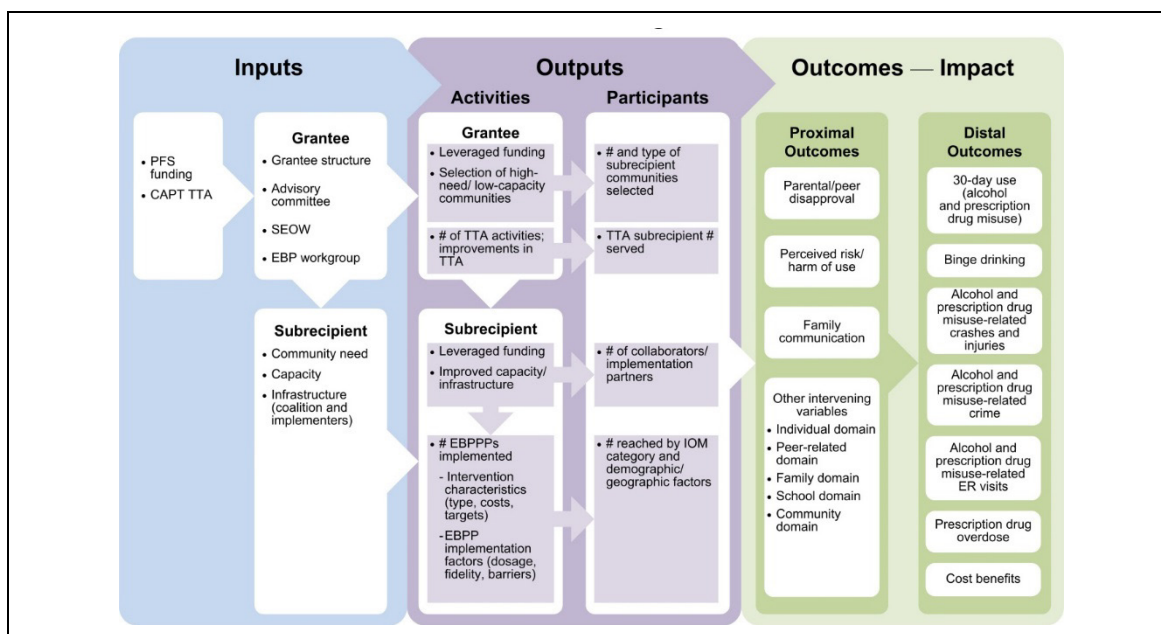 Inputs
Outputs
Outcomes — Impact
Activities
Participants
• PFS
funding
• CAPT TTA
Grantee
• Grantee structure
• Advisory
committee
• SEOW
• EBP workgroup
Subrecipient
• Community need
• Capacity
• Infrastructure
(coalition and
implementers)
Grantee
• Leveraged funding
• Selection of high-
need/ low-capacity
communities
• # of TTA activities;
improvements in
TTA
Subrecipient
• Leveraged funding
• Improved capacity/
infrastructure
• # EBPPPs
implemented
- Intervention
characteristics
(type, costs,
targets)
-EBPP
implementation
factors (dosage,
fidelity, barriers)
• # and type of
subrecipient
communities
selected
• TTA subrecipient #
served
• # of collaborators/
implementation
partners
• # reached by IOM
category and
demographic/
geographic factors
Proximal
Outcomes
Parental/peer
disapproval
Perceived risk/
harm of use
Family
communication
Other intervening
variables
• Individual domain
• Peer-related
domain
• Family domain
• School domain
• Community
domain
Distal
Outcomes
30-day use
(alcohol
and prescription
drug misuse)
Binge drinking
Alcohol and
prescription drug
misuse-related
crashes and
injuries
Alcohol and
prescription drug
misuse-related
crime
Alcohol and
prescription drug
misuse-related
ER visits
Prescription drug
overdose
Cost benefits